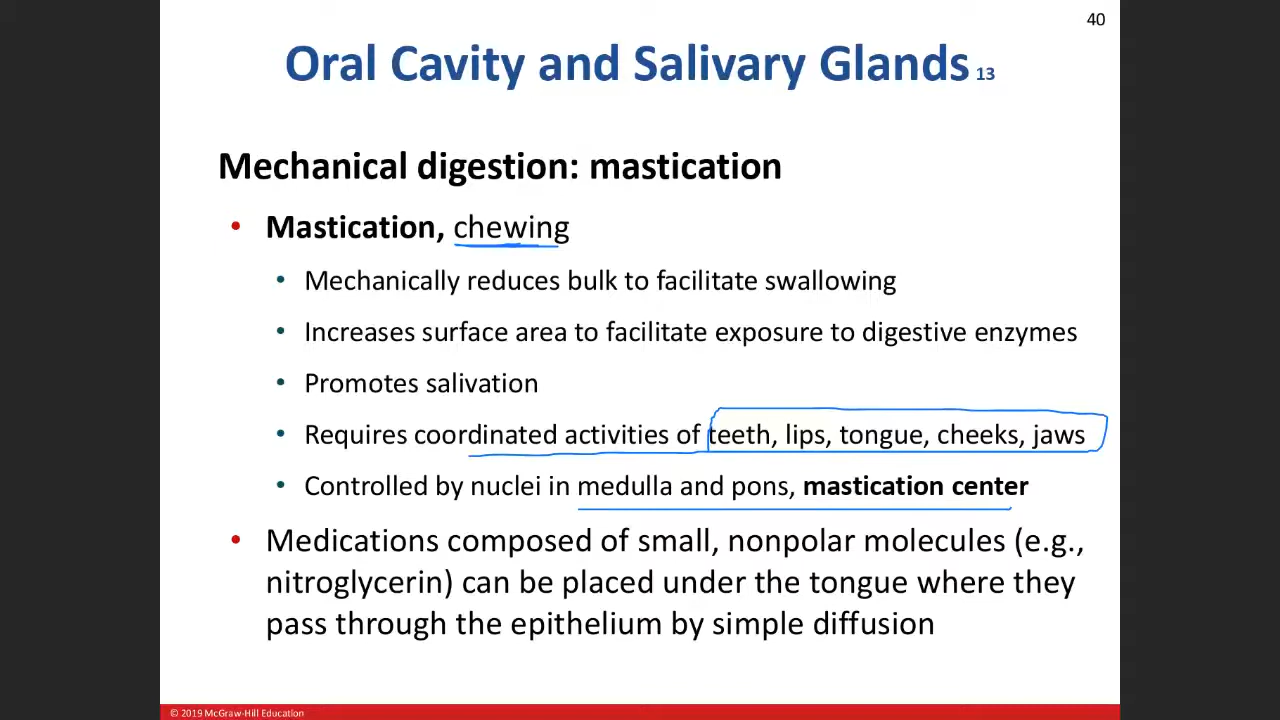 40
Oral Cavity and Salivary Glands 13
Mechanical digestion: mastication
• Mastication, chewing
• Mechanically reduces bulk to facilitate swallowing
• Increases surface area to facilitate exposure to digestive enzymes
• Promotes salivation
• Requires coordinated activities of teeth, lips, tongue, cheeks, jaws
• Controlled by nuclei in medulla and pons, mastication center
• Medications composed of small, nonpolar molecules (e.g.,
nitroglycerin) can be placed under the tongue where they
pass through the epithelium by simple diffusion
© 2019 McGraw-Hill Education